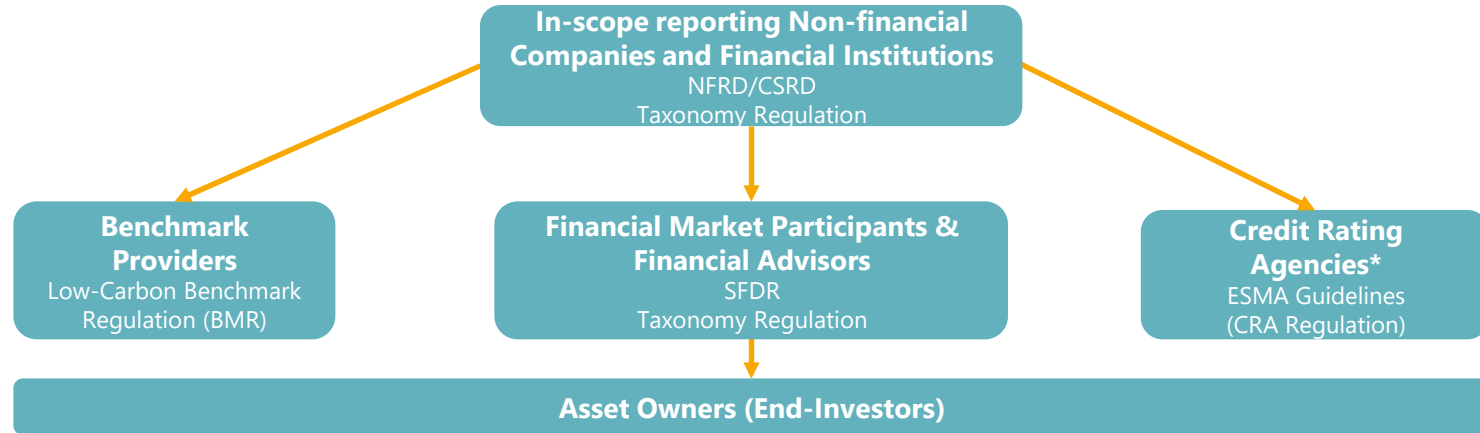 In-scope reporting Non-financial
Companies and Financial Institutions
NFRD/CSRD
Taxonomy Regulation
Benchmark
Providers
Low-Carbon Benchmark
Regulation (BMR)
Financial Market Participants &
Financial Advisors
SFDR
Taxonomy Regulation
Credit Rating
Agencies*
ESMA Guidelines
(CRA Regulation)
Asset Owners (End-Investors)